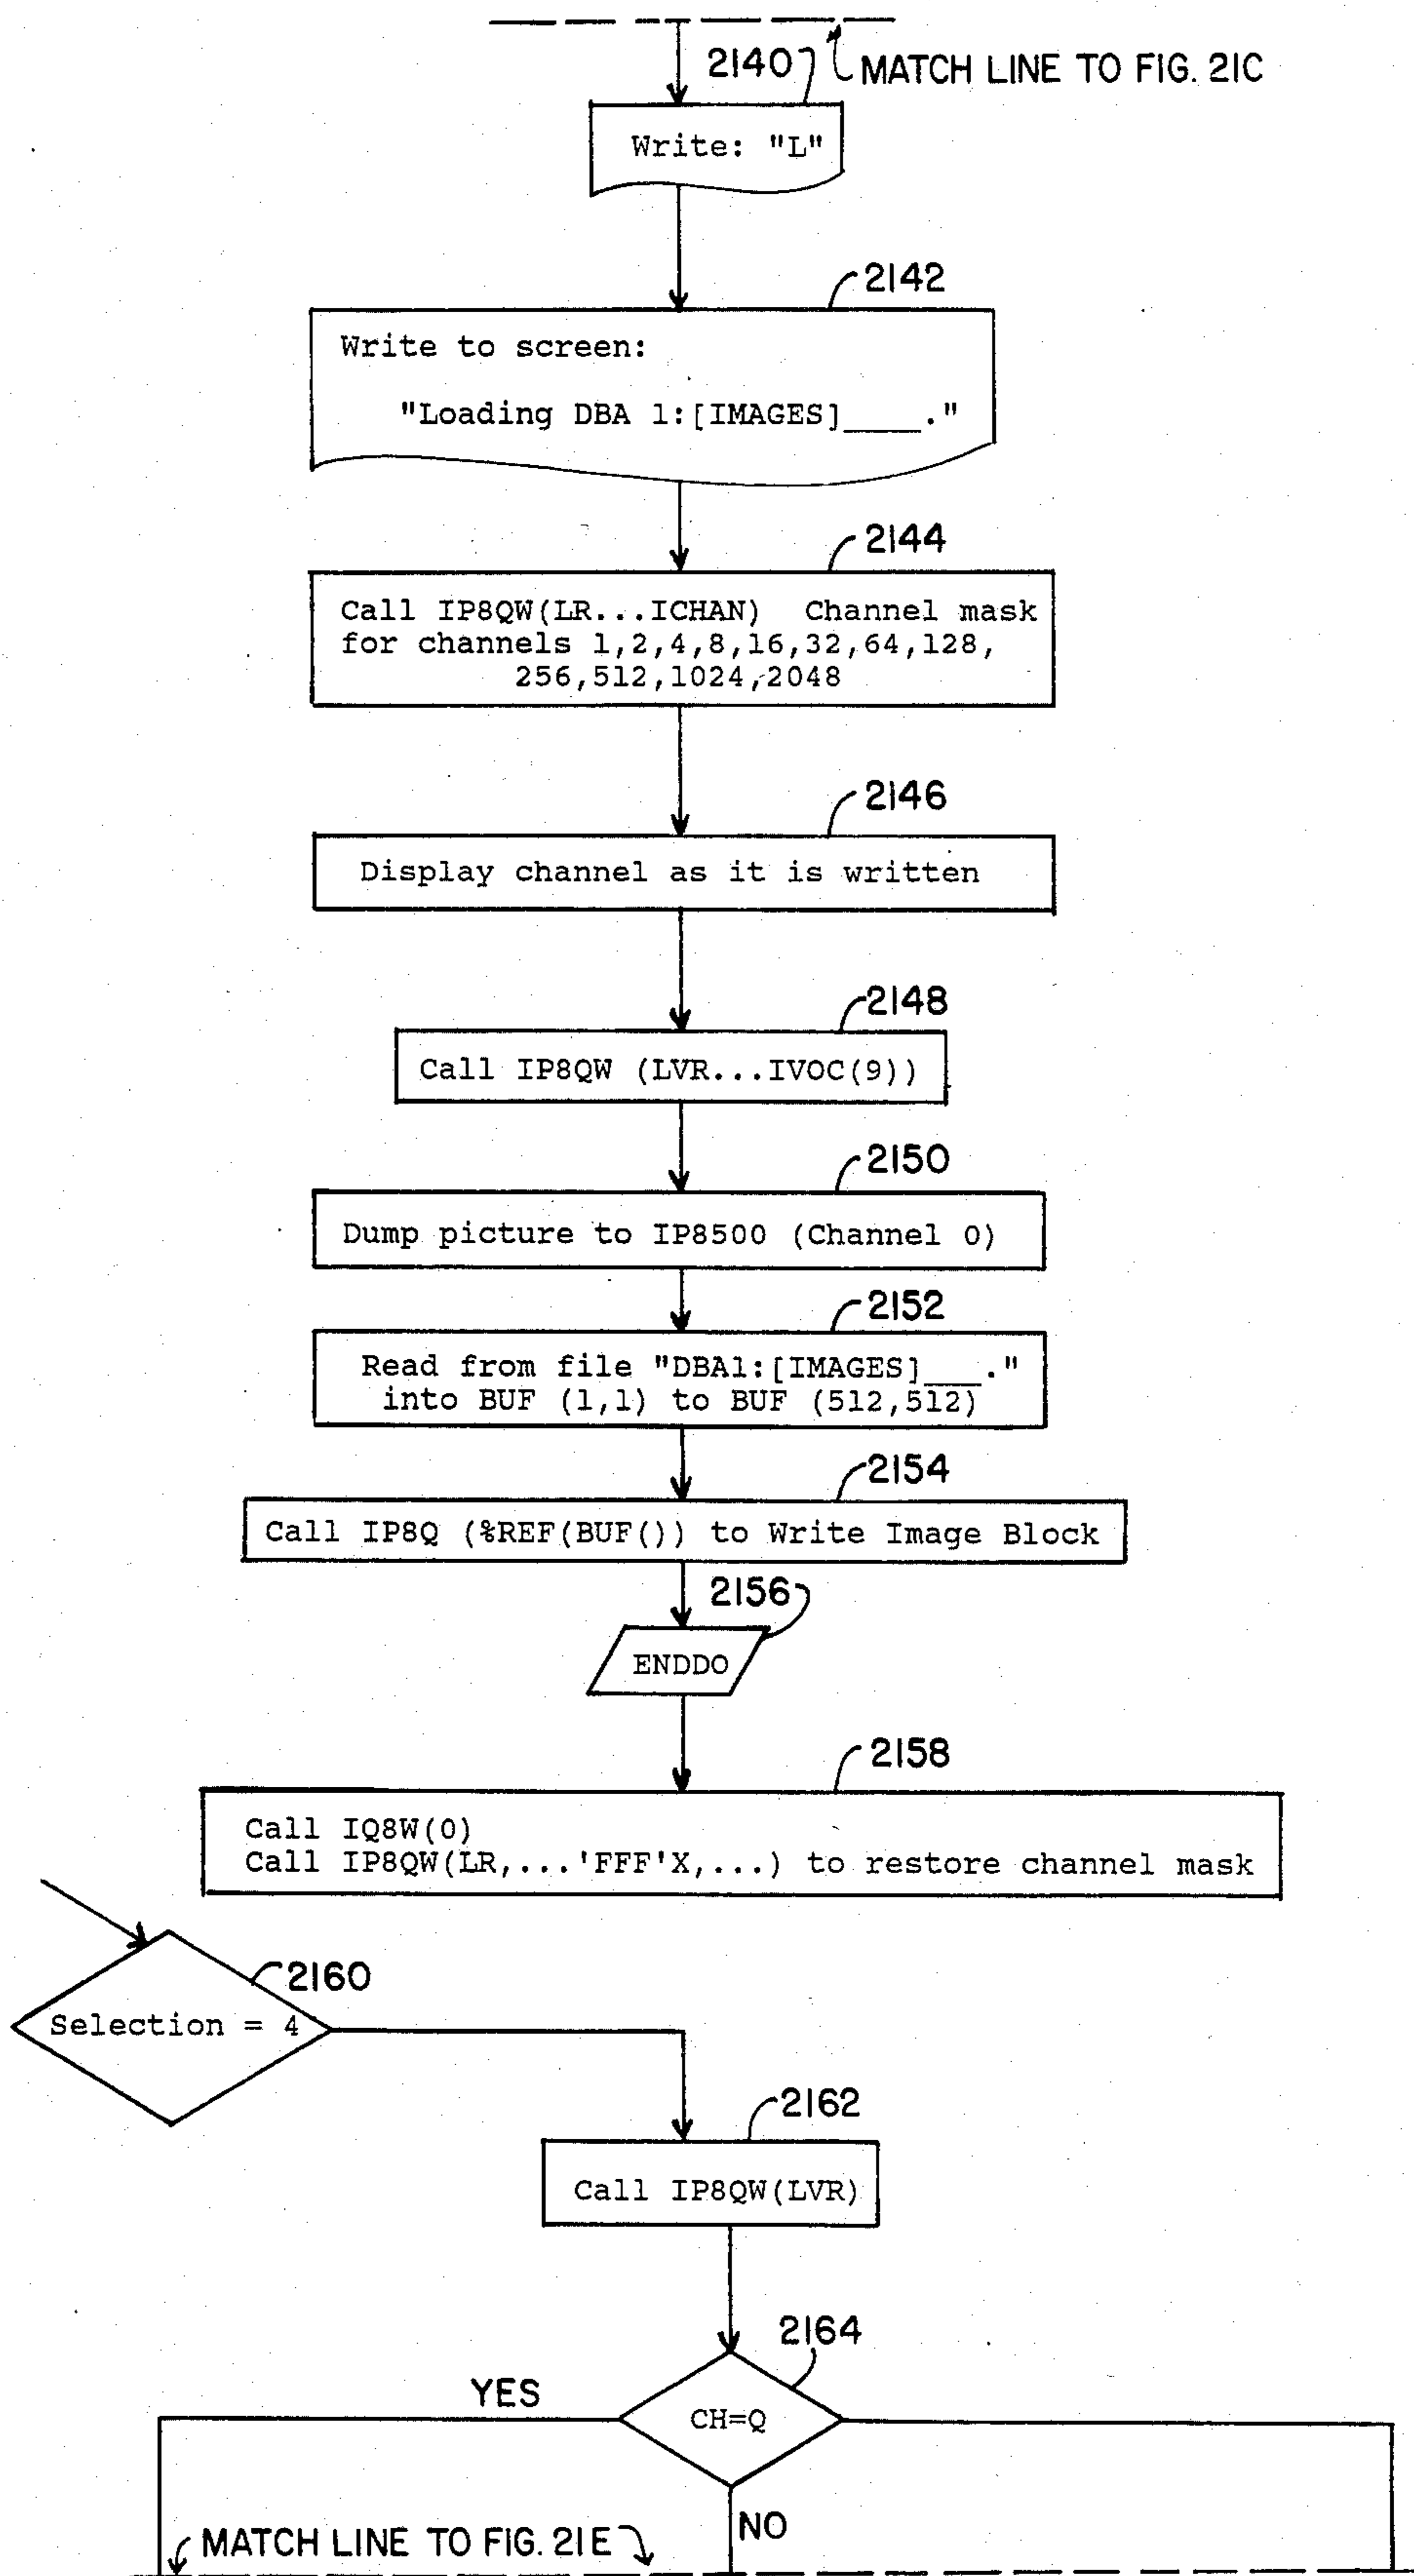 2140
MATCH LINE TO FIG. 21C
Write: "L"
2142
Write to screen:
"Loading DBA 1:[IMAGES]____."
2144
Call IP8QW(LR...ICHAN)  Channel mask
for channels 1,2,4,8,16,32,64,128,
256,512,1024,2048
2146
Display channel as it is written
2148
Call IP8QW (LVR...IVOC(9))
2150
Dump picture to IP8500 (Channel 0)
2152
Read from file "DBA1:[IMAGES]___."
into BUF (1,1) to BUF (512,512)
2154
Call IP8Q (%REF(BUF()) to Write Image Block
2156
ENDDO
2158
Call IQ8W(0)
Call IP8QW(LR,...'FFF'X,...) to restore channel mask
2160
Selection = 4
2162
Call IP8QW(LVR)
2164
YES
CH=Q
NO
MATCH LINE TO FIG. 21E